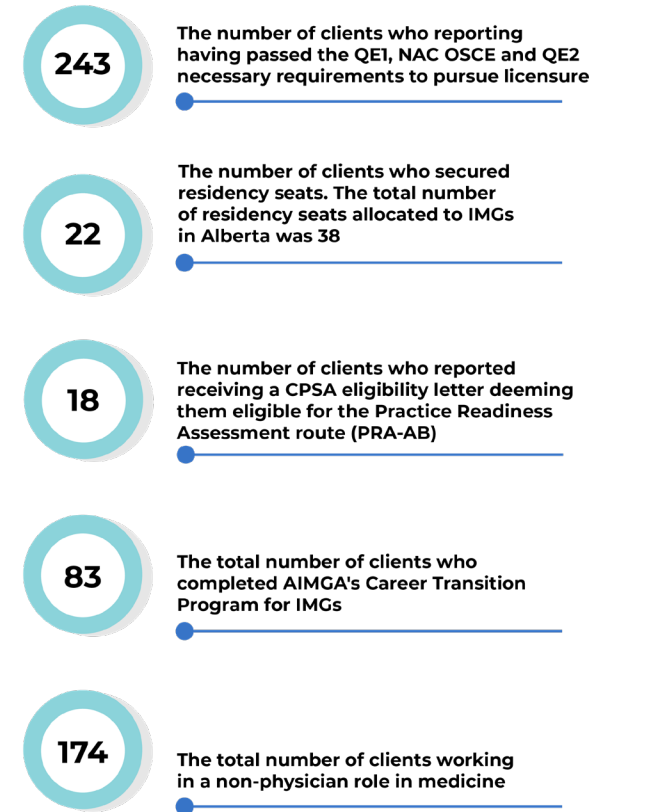 243
The number of clients who reporting
having passed the QE1, NAC OSCE and QE2
necessary requirements to pursue licensure
22
The number of clients who secured
residency seats. The total number
of residency seats allocated to IMGs
in Alberta was 38
18
The number of clients who reported
receiving a CPSA eligibility letter deeming
them eligible for the Practice Readiness
Assessment route (PRA-AB)
83
The total number of clients who
completed AIMGA's Career Transition
Program for IMGs
174
The total number of clients working
in a non-physician role in medicine